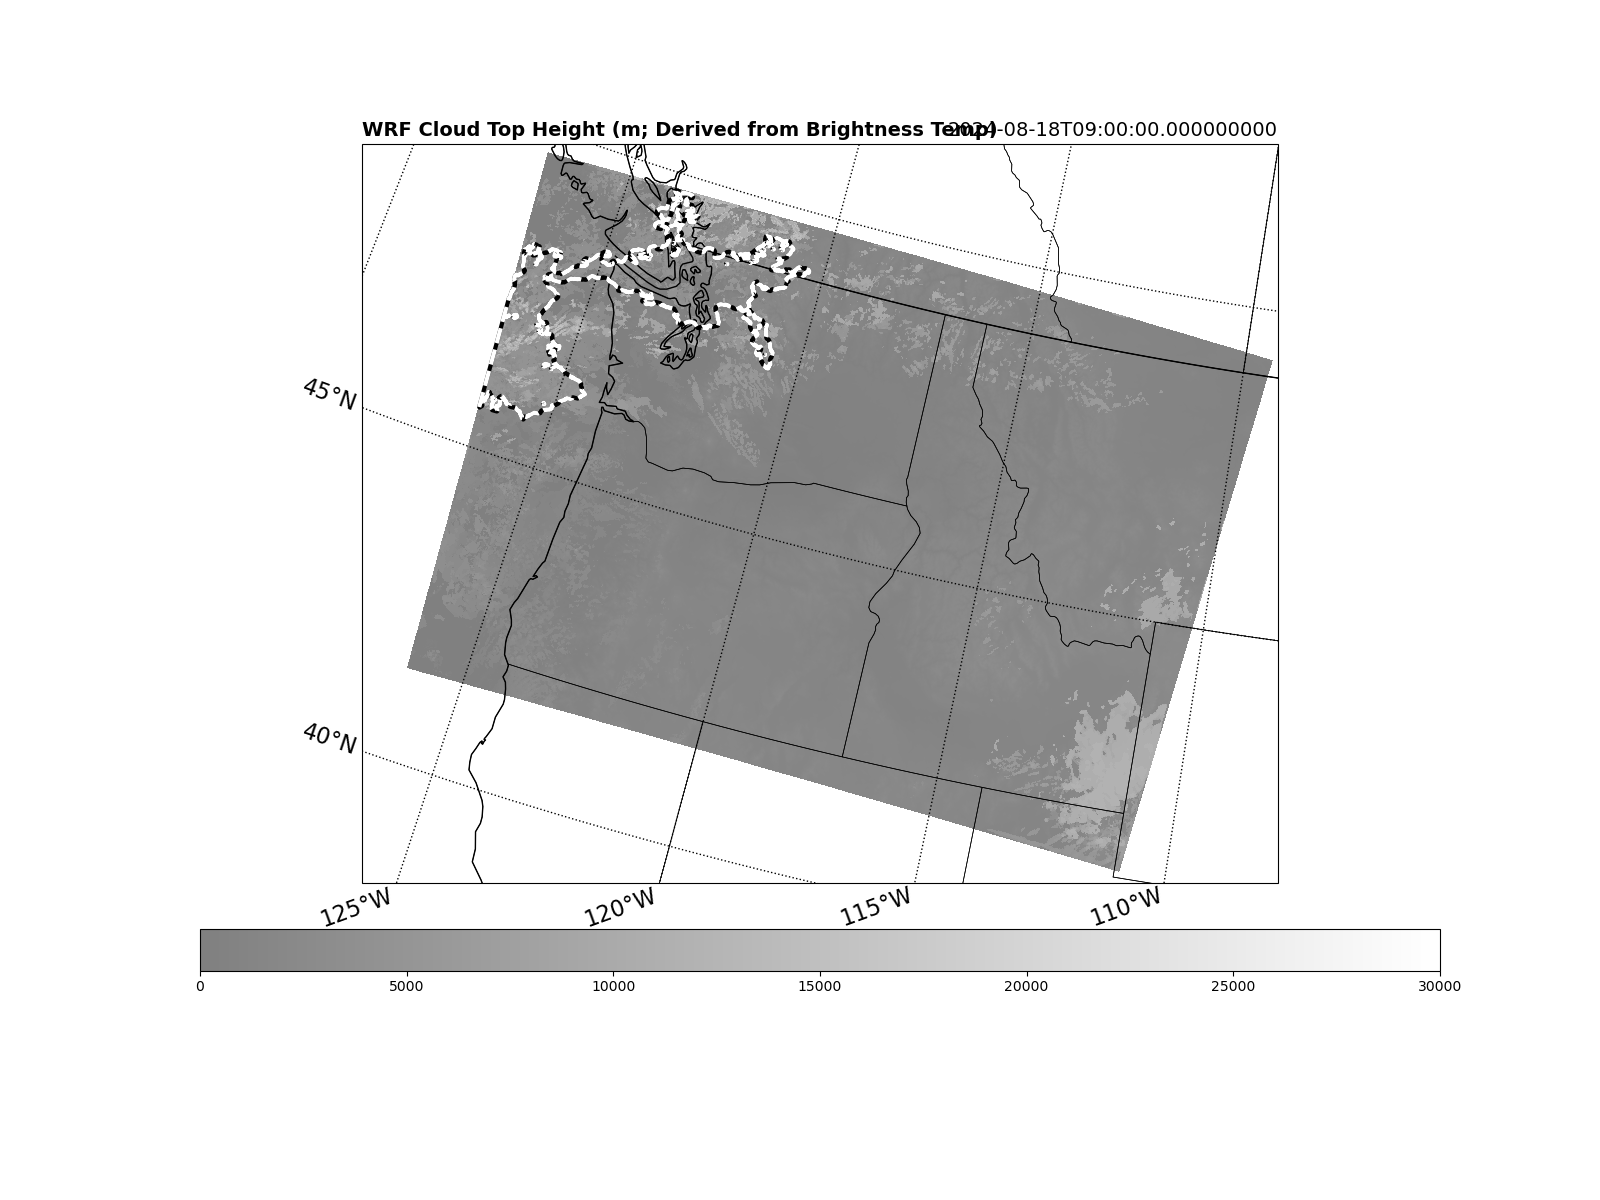 WRF Cloud Top Height (m; Derived from Brightness Temp)
2024-08-18T09:00:00.000000000
45°N
40°N
125°W 120°W 115°W 110°W
0 5000 10000 15000 20000 25000 30000